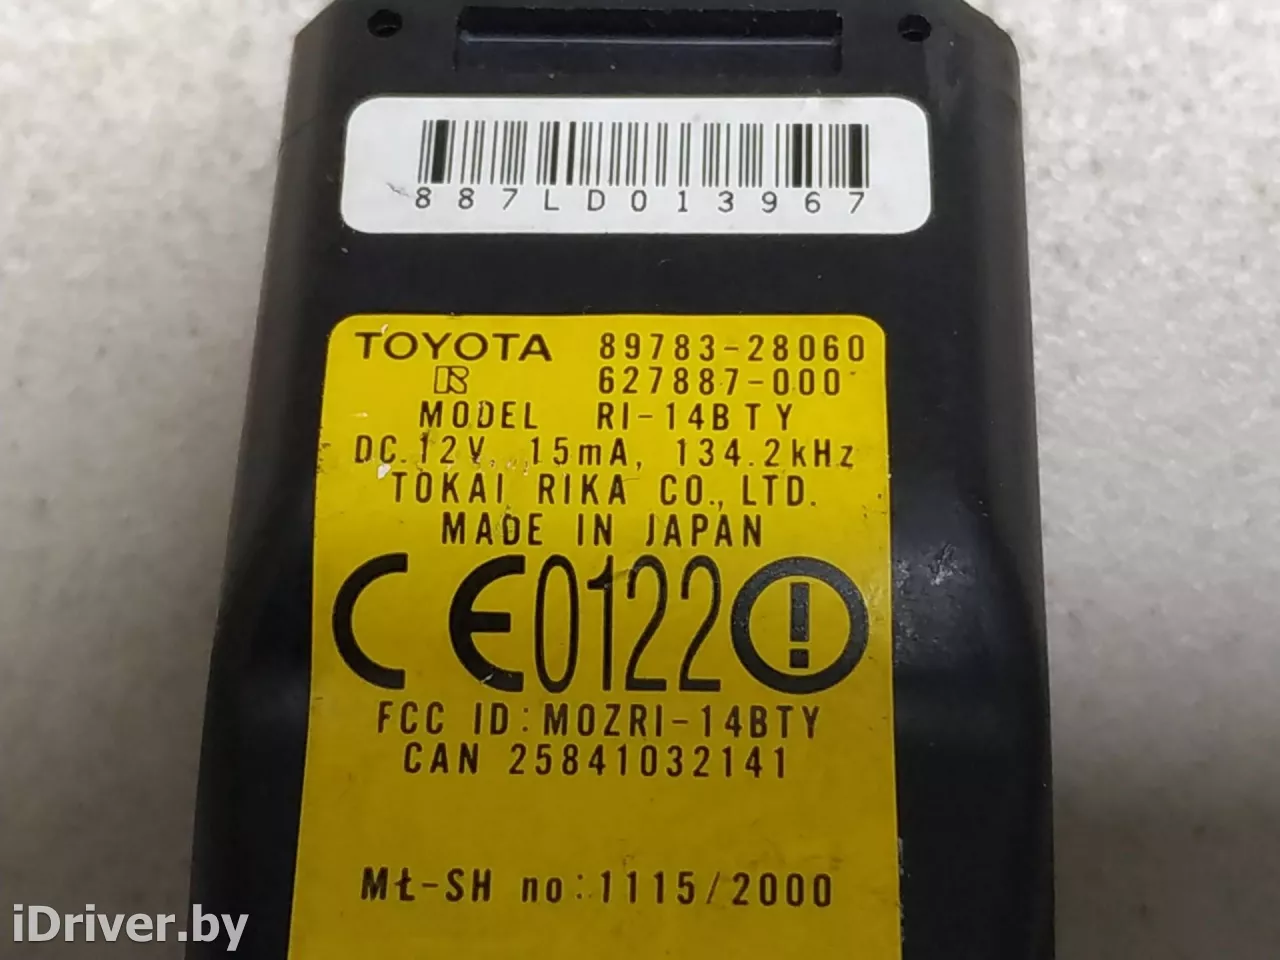 887LD013967
TOYOTA 89783-28060
R 627887-000
MODEL RI-14BTY
DC.12V, 15mA, 134.2kHz
TOKAI RIKA CO., LTD.
MADE IN JAPAN
CE0122
FCC ID:MOZRI-14BTY
CAN 25841032141
MŁ-SH no:1115/2000
iDriver.by